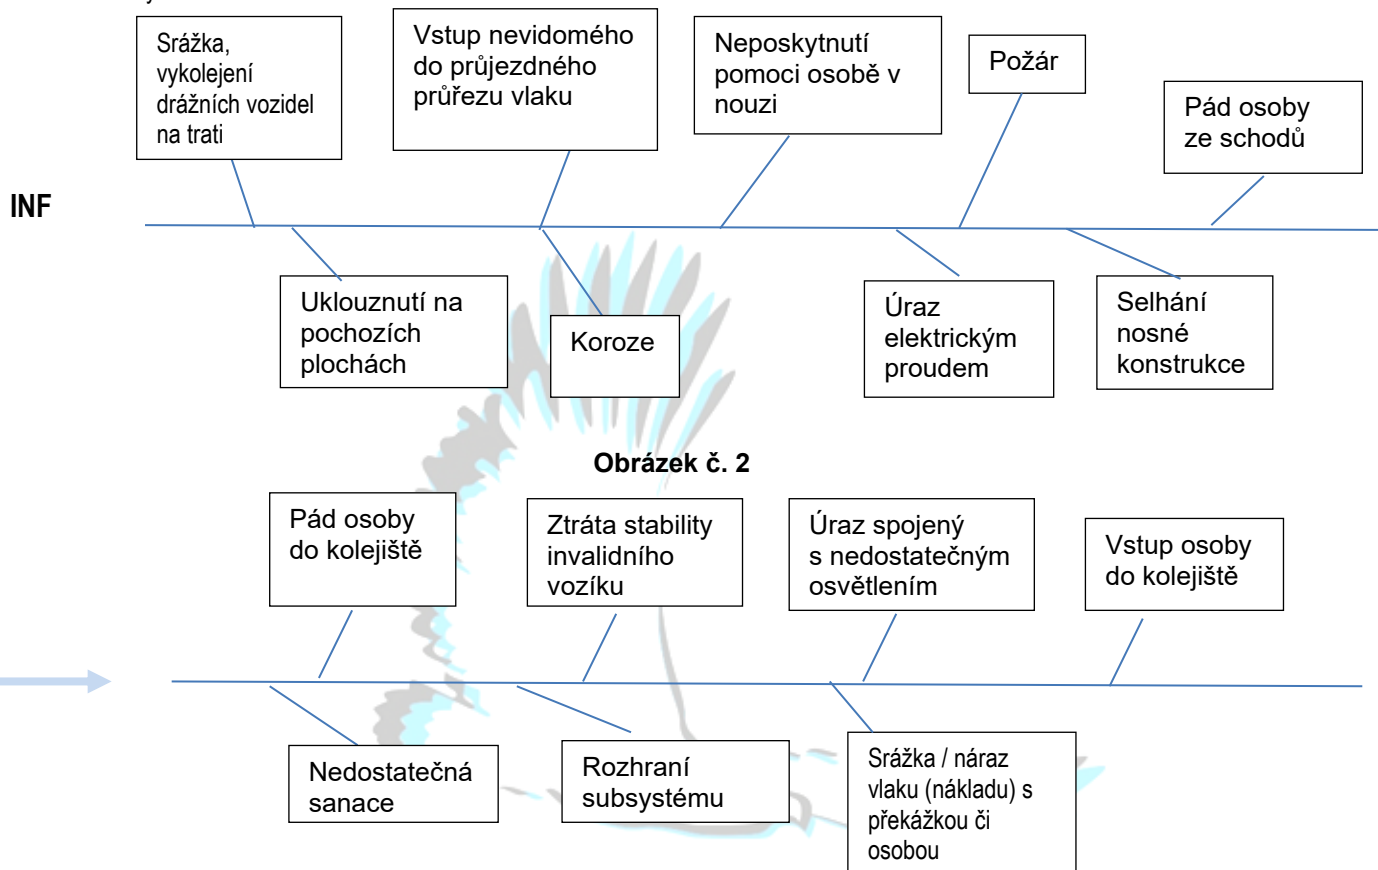 Srážka,
vykolejení
drážních vozidel
na trati
Vstup nevidomého
do průjezdného
průřezu vlaku
Neposkytnutí
pomoci osobě v
nouzi
Požár
Pád osoby
ze schodů
INF
Uklouznutí na
pochozích
plochách
Koroze
Úraz
elektrickým
proudem
Selhání
nosné
konstrukce
Obrázek č. 2
Pád osoby
do kolejiště
Ztráta stability
invalidního
vozíku
Úraz spojený
s nedostatečným
osvětlením
Vstup osoby
do kolejiště
Nedostatečná
sanace
Rozhraní
subsystému
Srážka / náraz
vlaku (nákladu) s
překážkou či
osobou